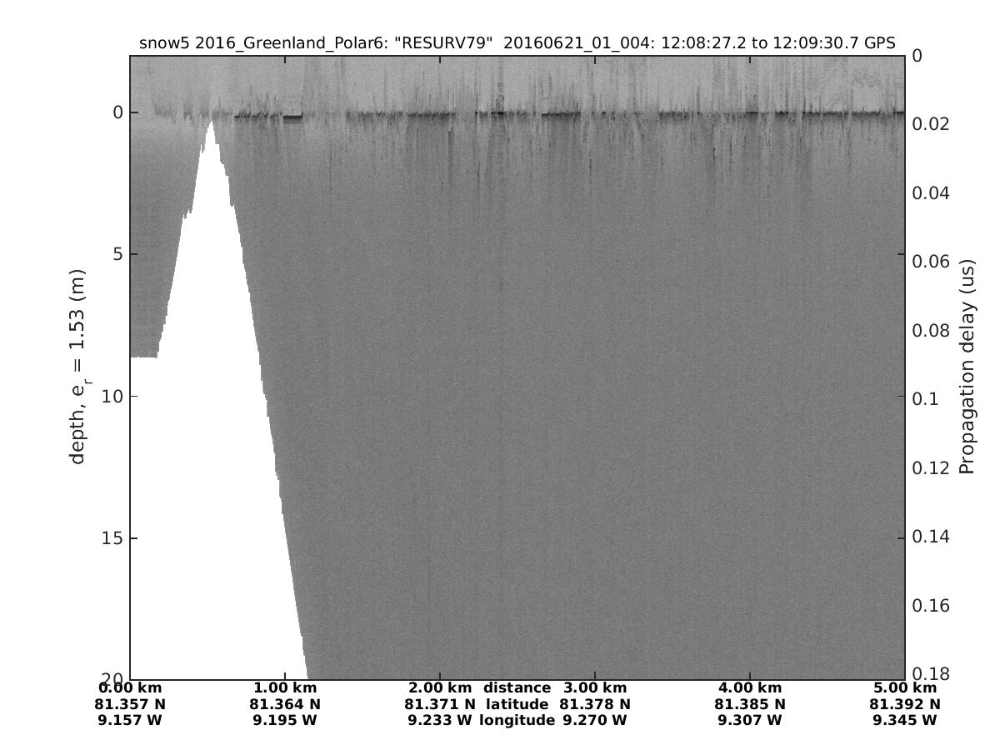 snow5 2016_Greenland_Polar6: "RESURV79"  20160621_01_004: 12:08:27.2 to 12:09:30.7 GPS
0
5
10
15
20
depth, e_r = 1.53 (m)
0
0.02
0.04
0.06
0.08
0.1
0.12
0.14
0.16
0.18
Propagation delay (us)
0.00 km 1.00 km 2.00 km distance 3.00 km 4.00 km 5.00 km
81.357 N 81.364 N 81.371 N latitude 81.378 N 81.385 N 81.392 N
9.157 W 9.195 W 9.233 W longitude 9.270 W 9.307 W 9.345 W